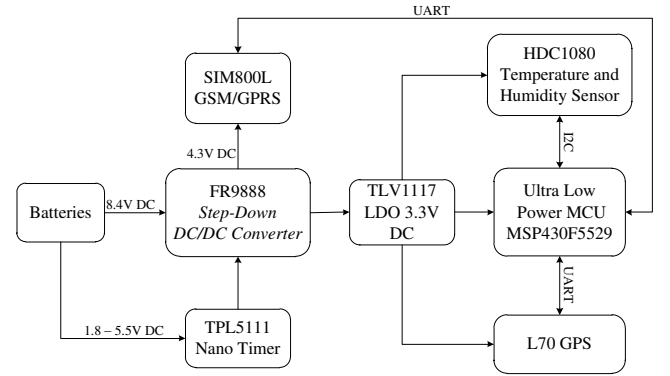 UART
SIM800L
GSM/GPRS
HDC1080
Temperature and
Humidity Sensor
4.3V DC
I2C
Batteries
8.4V DC
FR9888
Step-Down
DC/DC Converter
TLV1117
LDO 3.3V
DC
Ultra Low
Power MCU
MSP430F5529
UART
1.8 – 5.5V DC
TPL5111
Nano Timer
L70 GPS